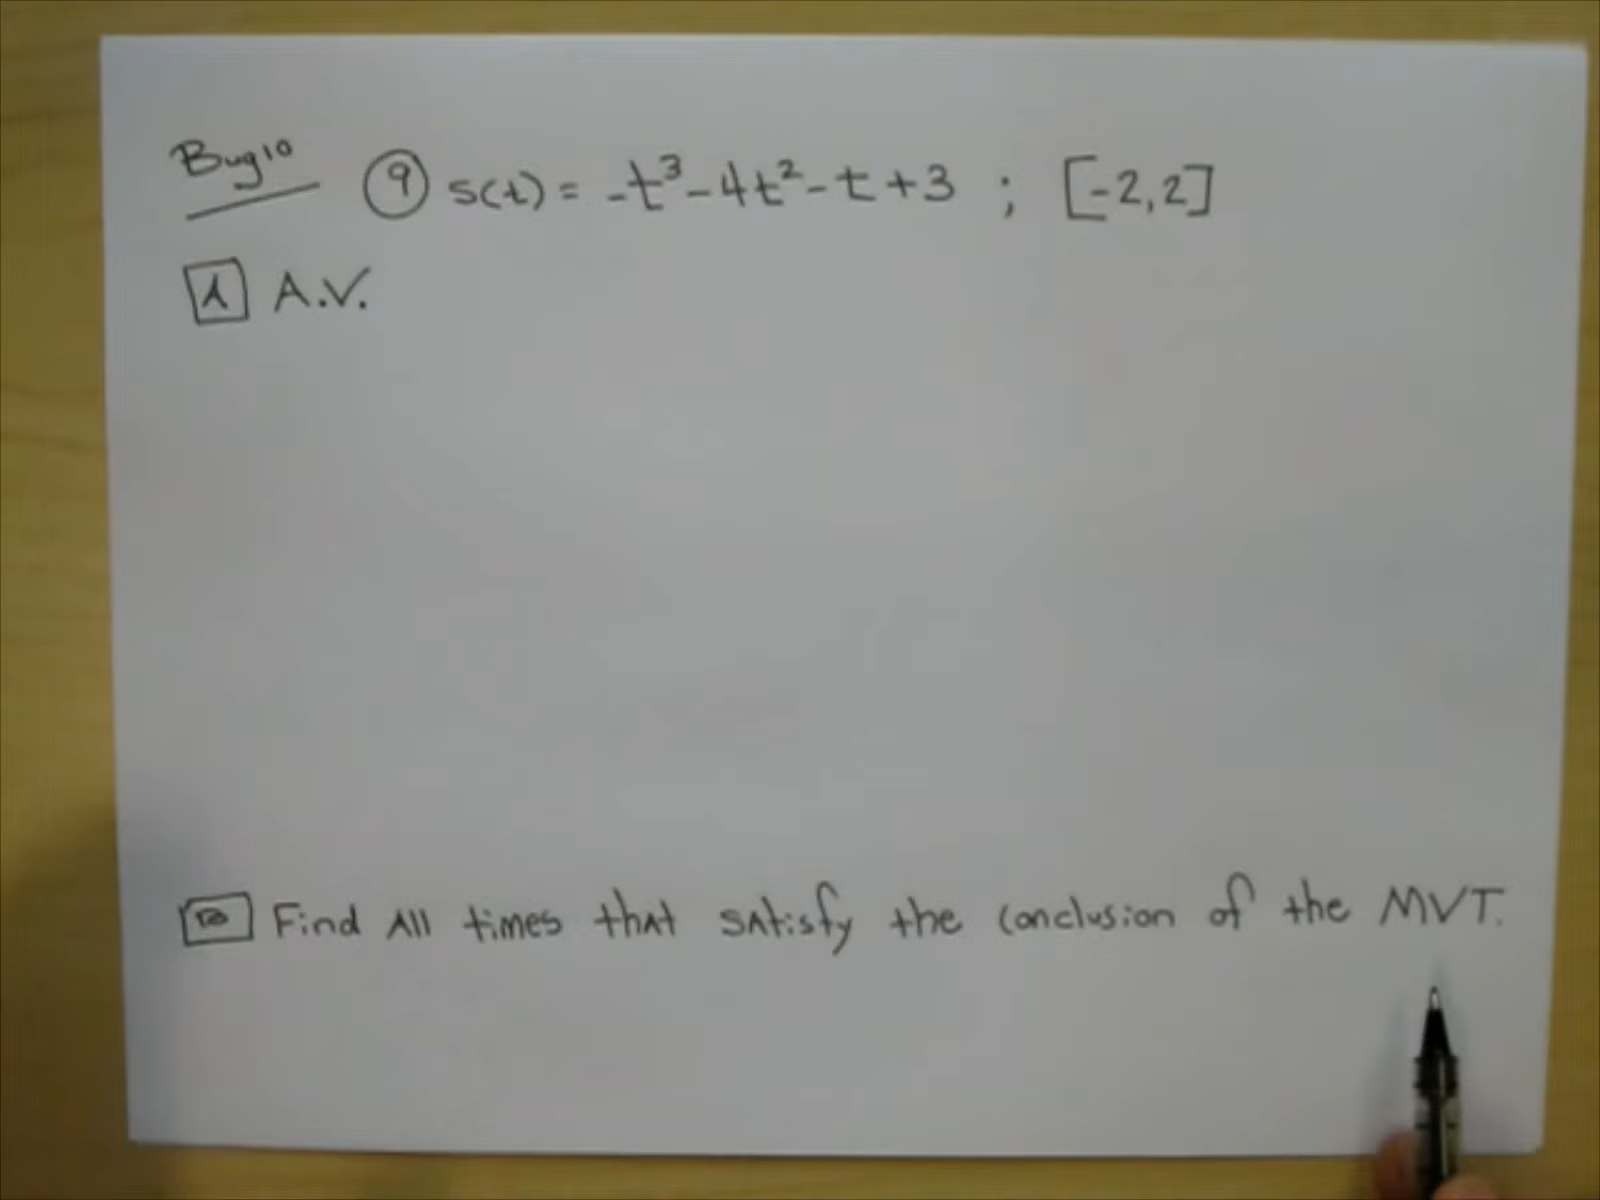 Bug10 ⑨ s(t) = -t³-4t²-t+3 ; [-2,2]
A A.V.
B Find All times that satisfy the conclusion of the MVT.